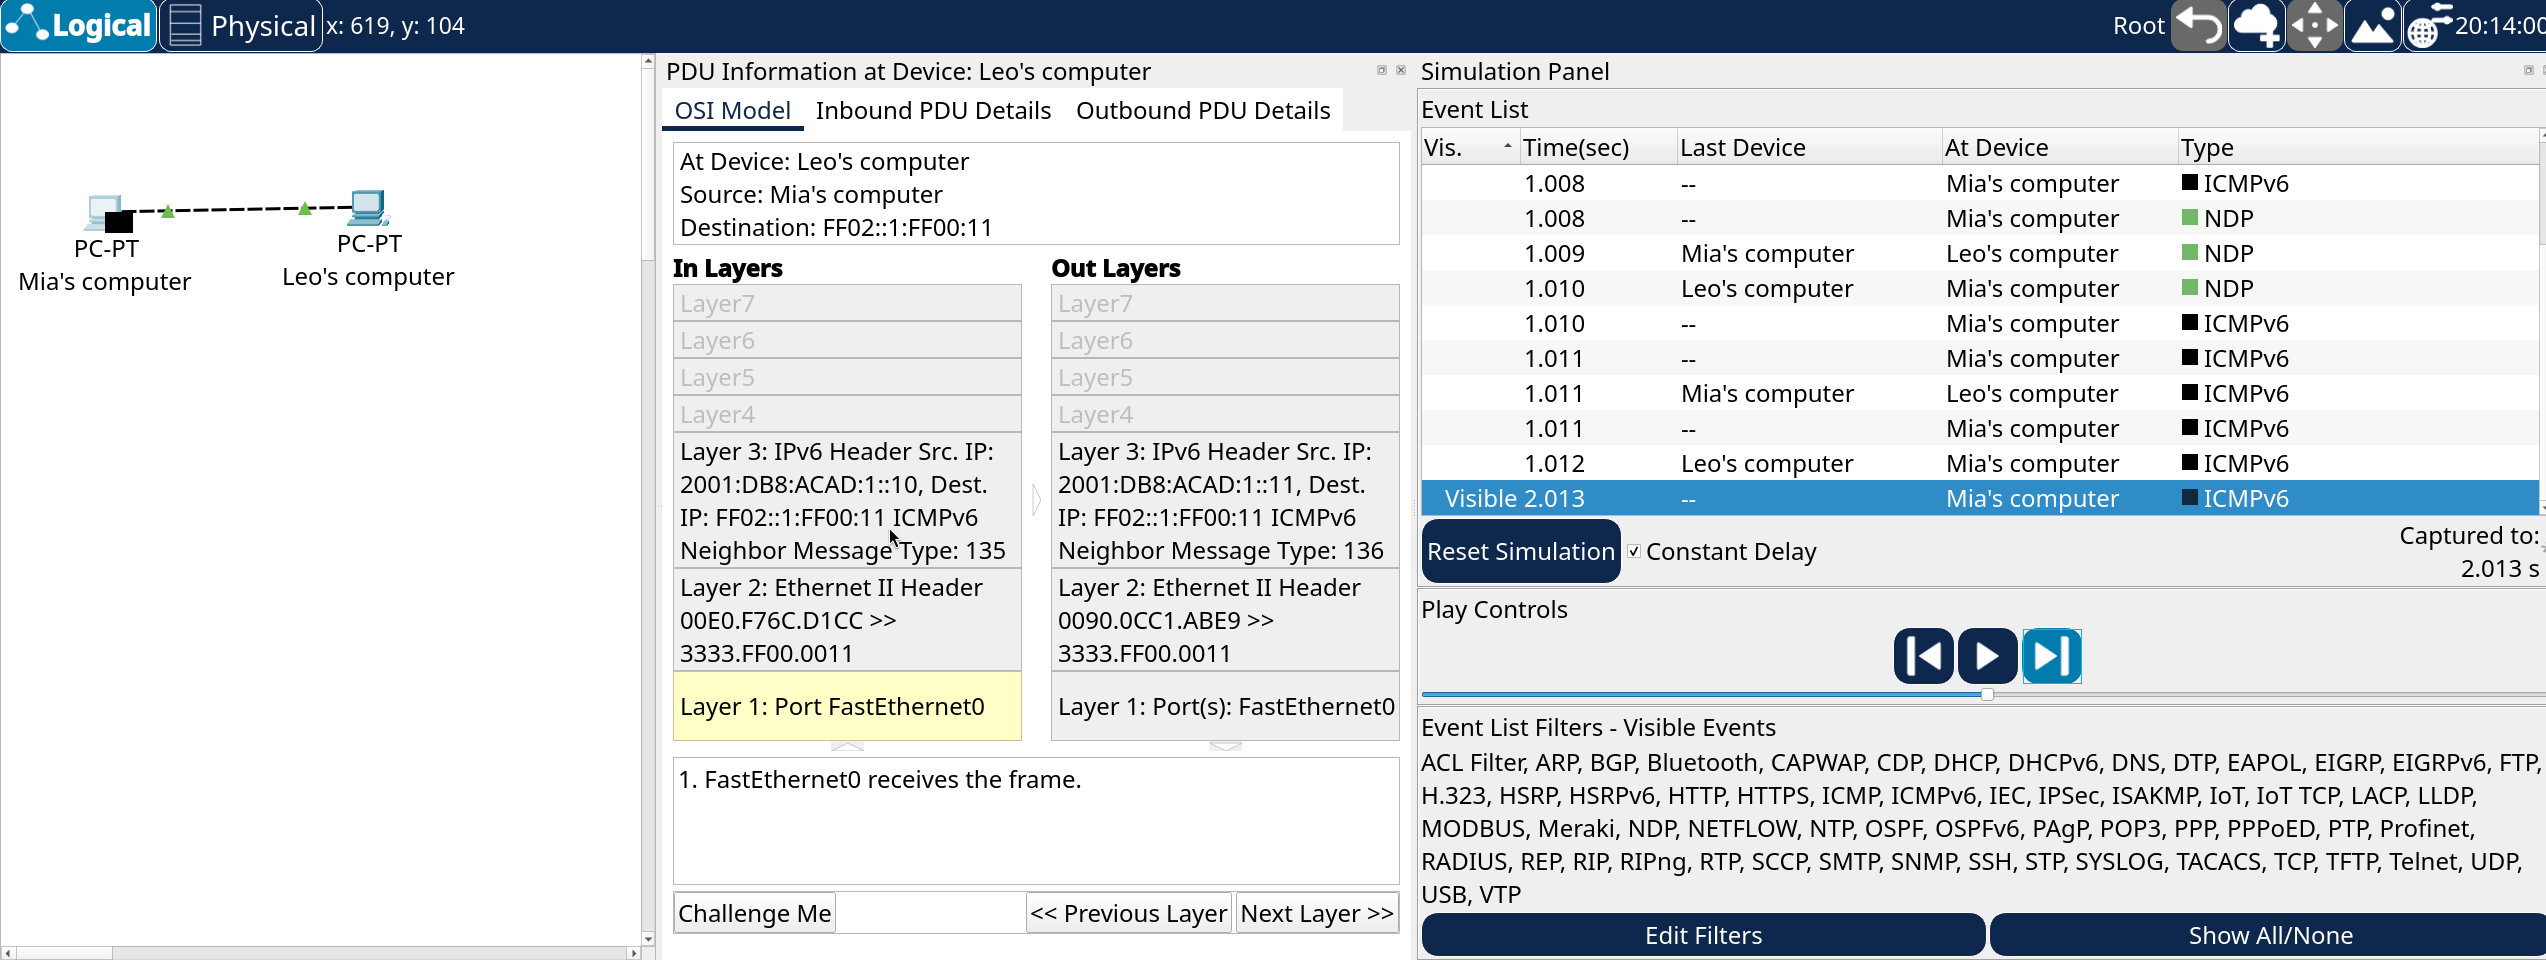 Logical
Physical
x: 619, y: 104
Root
20:14:00
PC-PT
Mia's computer
PC-PT
Leo's computer
PDU Information at Device: Leo's computer
OSI Model
Inbound PDU Details
Outbound PDU Details
At Device: Leo's computer
Source: Mia's computer
Destination: FF02::1:FF00:11
In Layers
Layer7
Layer6
Layer5
Layer4
Layer 3: IPv6 Header Src. IP:
2001:DB8:ACAD:1::10, Dest.
IP: FF02::1:FF00:11 ICMPv6
Neighbor Message Type: 135
Layer 2: Ethernet II Header
00E0.F76C.D1CC >>
3333.FF00.0011
Layer 1: Port FastEthernet0
Out Layers
Layer7
Layer6
Layer5
Layer4
Layer 3: IPv6 Header Src. IP:
2001:DB8:ACAD:1::11, Dest.
IP: FF02::1:FF00:11 ICMPv6
Neighbor Message Type: 136
Layer 2: Ethernet II Header
0090.0CC1.ABE9 >>
3333.FF00.0011
Layer 1: Port(s): FastEthernet0
1. FastEthernet0 receives the frame.
Challenge Me
<< Previous Layer
Next Layer >>
Simulation Panel
Event List
Vis. Time(sec) Last Device At Device Type
1.008 -- Mia's computer ICMPv6
1.008 -- Mia's computer NDP
1.009 Mia's computer Leo's computer NDP
1.010 Leo's computer Mia's computer NDP
1.010 -- Mia's computer ICMPv6
1.011 -- Mia's computer ICMPv6
1.011 Mia's computer Leo's computer ICMPv6
1.011 -- Mia's computer ICMPv6
1.012 Leo's computer Mia's computer ICMPv6
Visible 2.013 -- Mia's computer ICMPv6
Reset Simulation
Constant Delay
Captured to:
2.013 s
Play Controls
Event List Filters - Visible Events
ACL Filter, ARP, BGP, Bluetooth, CAPWAP, CDP, DHCP, DHCPv6, DNS, DTP, EAPOL, EIGRP, EIGRPv6, FTP,
H.323, HSRP, HSRPv6, HTTP, HTTPS, ICMP, ICMPv6, IEC, IPSec, ISAKMP, IoT, IoT TCP, LACP, LLDP,
MODBUS, Meraki, NDP, NETFLOW, NTP, OSPF, OSPFv6, PAgP, POP3, PPP, PPPoED, PTP, Profinet,
RADIUS, REP, RIP, RIPng, RTP, SCCP, SMTP, SNMP, SSH, STP, SYSLOG, TACACS, TCP, TFTP, Telnet, UDP,
USB, VTP
Edit Filters
Show All/None